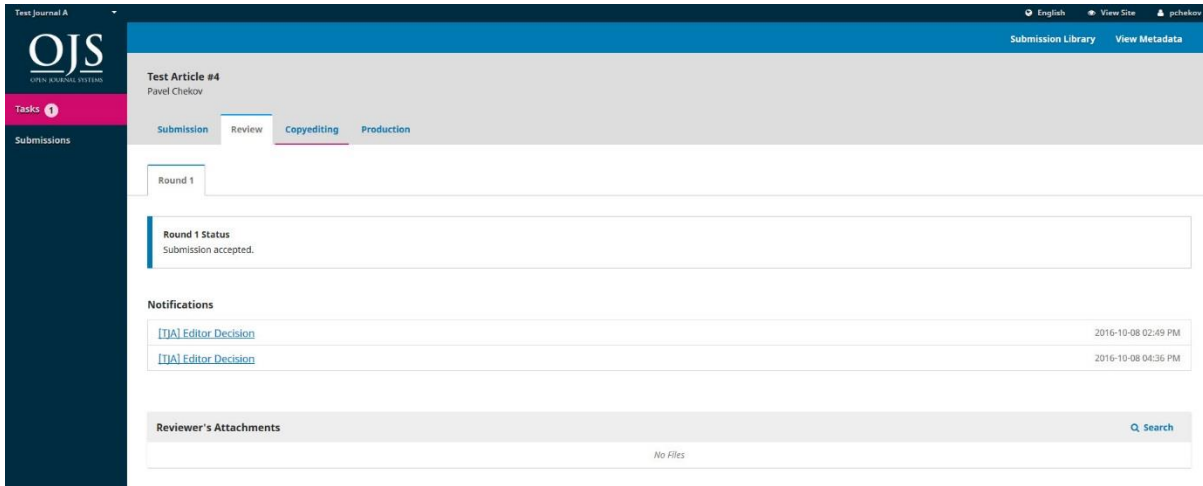 Test Journal A
English View Site pchekov
OJS
OPEN JOURNAL SYSTEMS
Submission Library View Metadata
Test Article #4
Pavel Chekov
Tasks 1
Submissions
Submission Review Copyediting Production
Round 1
Round 1 Status
Submission accepted.
Notifications
[TJA] Editor Decision 2016-10-08 02:49 PM
[TJA] Editor Decision 2016-10-08 04:36 PM
Reviewer's Attachments Search
No Files